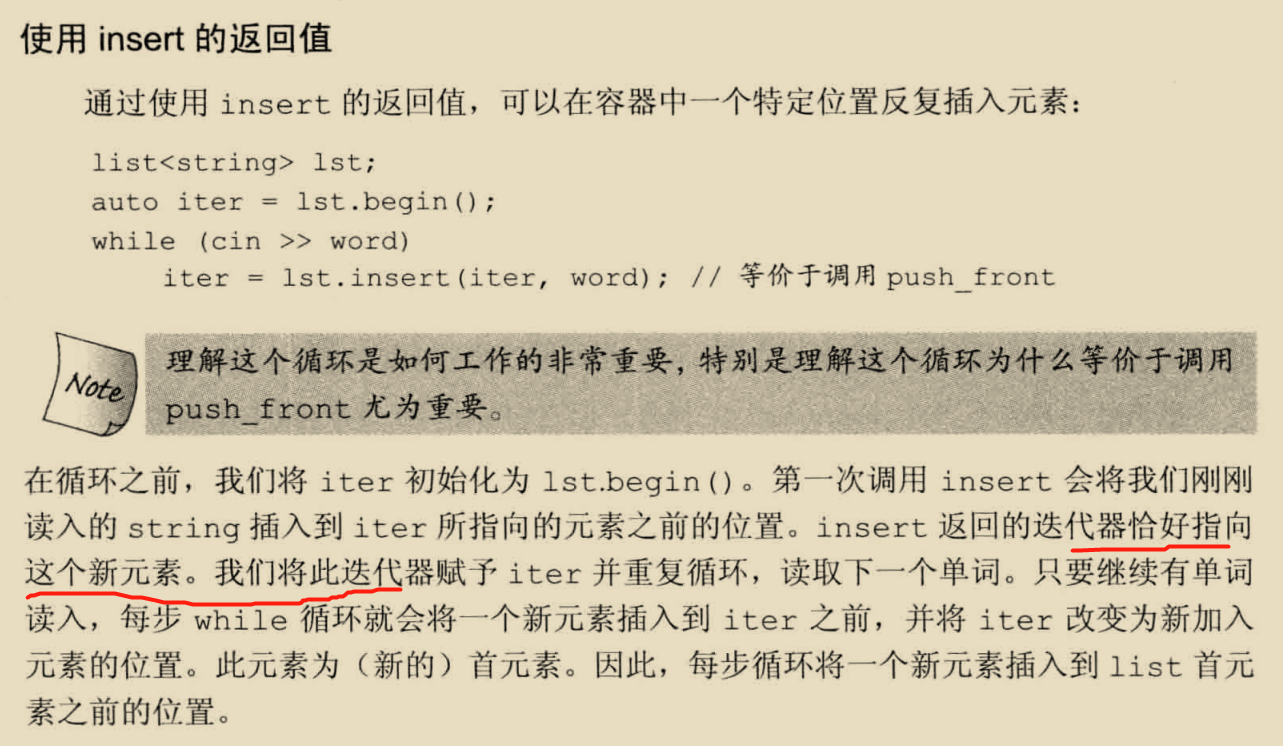 使用 insert 的返回值
通过使用 insert 的返回值，可以在容器中一个特定位置反复插入元素：
list<string> lst;
auto iter = lst.begin();
while (cin >> word)
iter = lst.insert(iter, word); // 等价于调用 push_front
Note
理解这个循环是如何工作的非常重要，特别是理解这个循环为什么等价于调用
push_front 尤为重要。
在循环之前，我们将 iter 初始化为 lst.begin()。第一次调用 insert 会将我们刚刚
读入的 string 插入到 iter 所指向的元素之前的位置。insert 返回的迭代器恰好指向
这个新元素。我们将此迭代器赋予 iter 并重复循环，读取下一个单词。只要继续有单词
读入，每步 while 循环就会将一个新元素插入到 iter 之前，并将 iter 改变为新加入
元素的位置。此元素为（新的）首元素。因此，每步循环将一个新元素插入到 list 首元
素之前的位置。